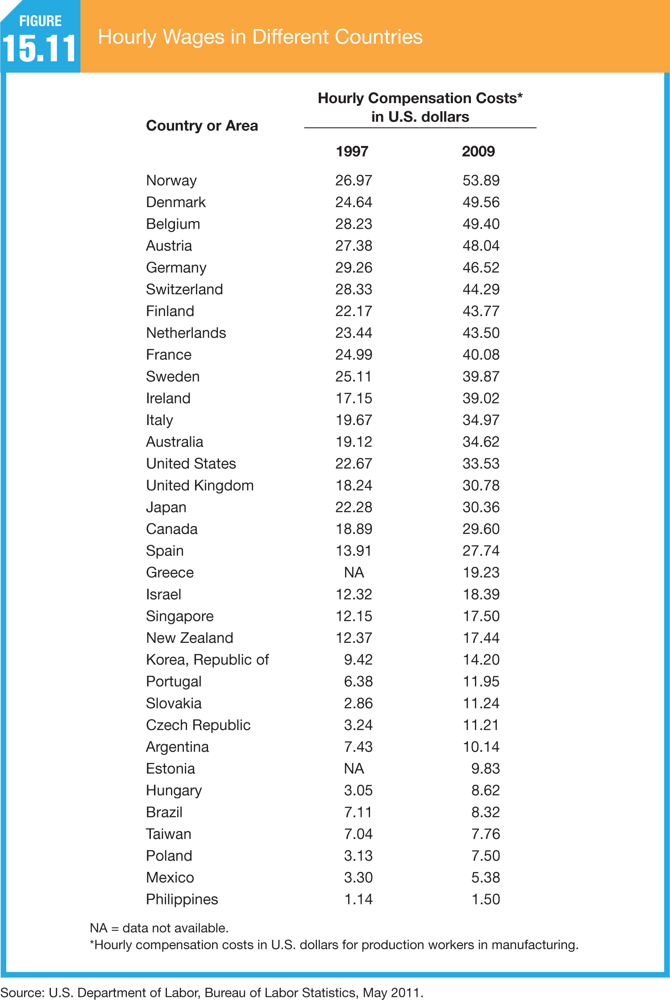 FIGURE
15.11
Hourly Wages in Different Countries
Hourly Compensation Costs*
in U.S. dollars
Country or Area
1997 2009
Norway 26.97 53.89
Denmark 24.64 49.56
Belgium 28.23 49.40
Austria 27.38 48.04
Germany 29.26 46.52
Switzerland 28.33 44.29
Finland 22.17 43.77
Netherlands 23.44 43.50
France 24.99 40.08
Sweden 25.11 39.87
Ireland 17.15 39.02
Italy 19.67 34.97
Australia 19.12 34.62
United States 22.67 33.53
United Kingdom 18.24 30.78
Japan 22.28 30.36
Canada 18.89 29.60
Spain 13.91 27.74
Greece NA 19.23
Israel 12.32 18.39
Singapore 12.15 17.50
New Zealand 12.37 17.44
Korea, Republic of 9.42 14.20
Portugal 6.38 11.95
Slovakia 2.86 11.24
Czech Republic 3.24 11.21
Argentina 7.43 10.14
Estonia NA 9.83
Hungary 3.05 8.62
Brazil 7.11 8.32
Taiwan 7.04 7.76
Poland 3.13 7.50
Mexico 3.30 5.38
Philippines 1.14 1.50
NA = data not available.
*Hourly compensation costs in U.S. dollars for production workers in manufacturing.
Source: U.S. Department of Labor, Bureau of Labor Statistics, May 2011.